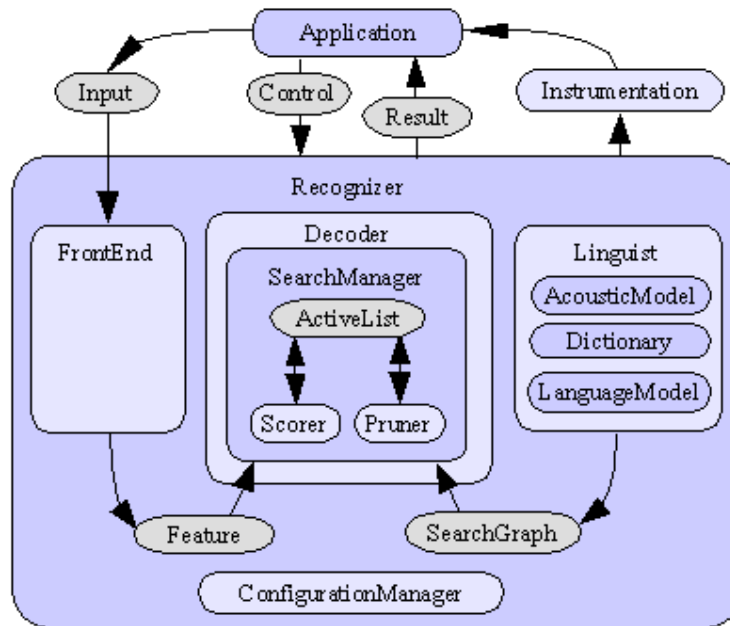 Application
Input
Control
Result
Instrumentation
Recognizer
FrontEnd
Decoder
SearchManager
ActiveList
Scorer
Pruner
Linguist
AcousticModel
Dictionary
LanguageModel
Feature
SearchGraph
ConfigurationManager